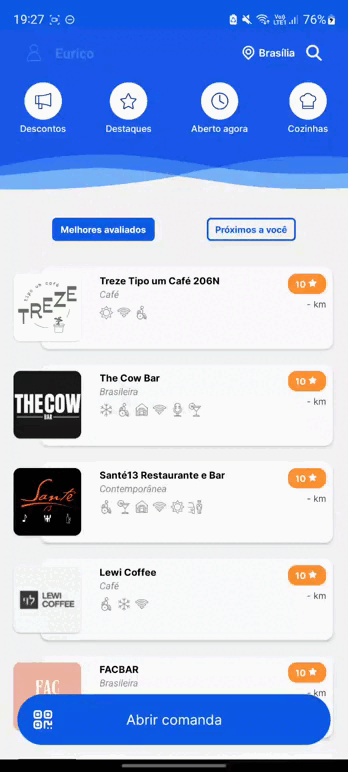 19:27 76%
Eurico Brasília
Descontos Destaques Aberto agora Cozinhas
Melhores avaliados Próximos a você
tipo um café
TREZE
Treze Tipo um Café 206N 10
Café - km
THE COW
BAR
The Cow Bar 10
Brasileira - km
Santé
13
Santé13 Restaurante e Bar 10
Contemporânea - km
LEWI
COFFEE
Lewi Coffee 10
Café - km
FAC
FACBAR 10
Brasileira - km
Abrir comanda